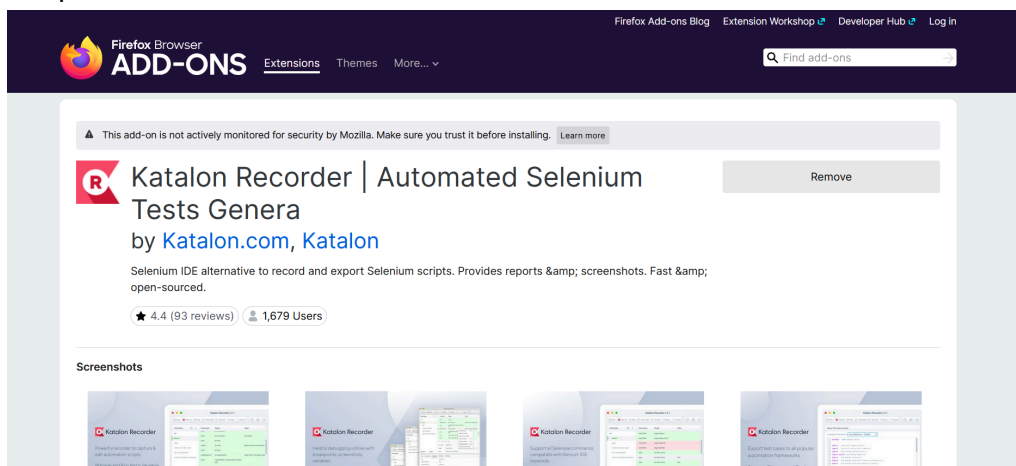 Firefox Add-ons Blog Extension Workshop Developer Hub Log in
Firefox Browser
ADD-ONS Extensions Themes More...
Find add-ons
This add-on is not actively monitored for security by Mozilla. Make sure you trust it before installing. Learn more
R Katalon Recorder | Automated Selenium
Tests Genera
Remove
by Katalon.com, Katalon
Selenium IDE alternative to record and export Selenium scripts. Provides reports &amp; screenshots. Fast &amp;
open-sourced.
4.4 (93 reviews) 1,679 Users
Screenshots
Katalon Recorder
Katalon Recorder
Katalon Recorder
Katalon Recorder